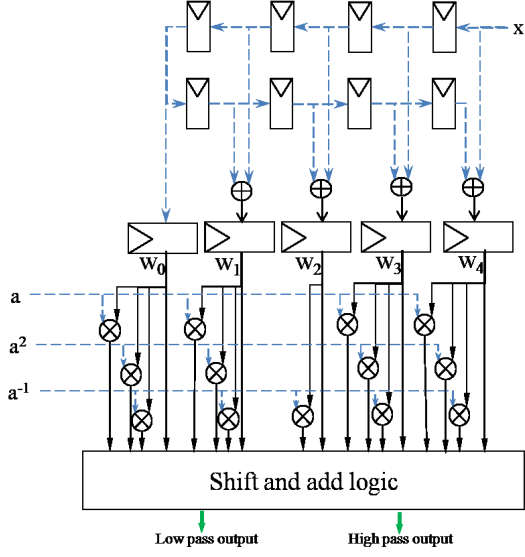 x
W0 W1 W2 W3 W4
a
a2
a-1
Shift and add logic
Low pass output High pass output